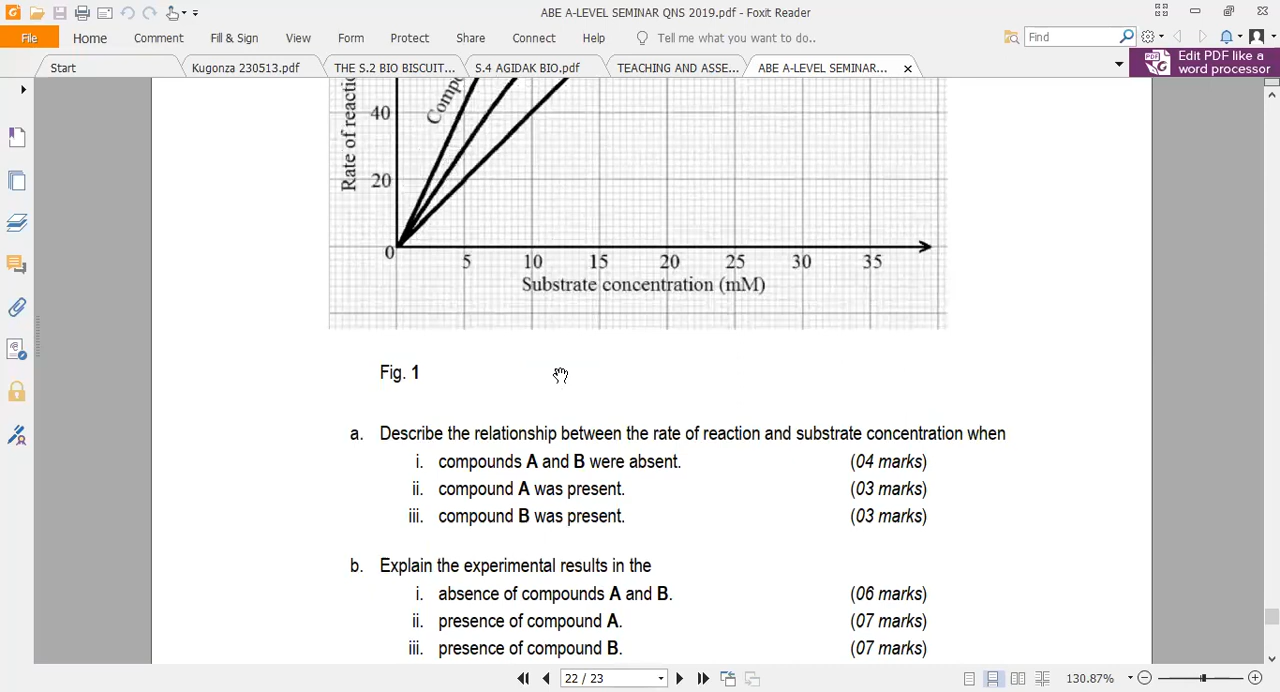 ABE A-LEVEL SEMINAR QNS 2019.pdf - Foxit Reader
File Home Comment Fill & Sign View Form Protect Share Connect Help Tell me what you want to do.. Find
Edit PDF like a
word processor
Start Kugonza 230513.pdf THE S.2 BIO BISCUIT... S.4 ADPAK BIO.pdf TEACHING AND ASSE... ABE A-LEVEL SEMINAR...
40
20
0
5 10 15 20 25 30 35
Substrate concentration (mM)
Rate of
Fig. 1
a. Describe the relationship between the rate of reaction and substrate concentration when
i. compounds A and B were absent. (04 marks)
ii. compound A was present. (03 marks)
iii. compound B was present. (03 marks)
b. Explain the experimental results in the
i. absence of compounds A and B. (06 marks)
ii. presence of compound A. (07 marks)
iii. presence of compound B. (07 marks)
22 / 23 130.87%